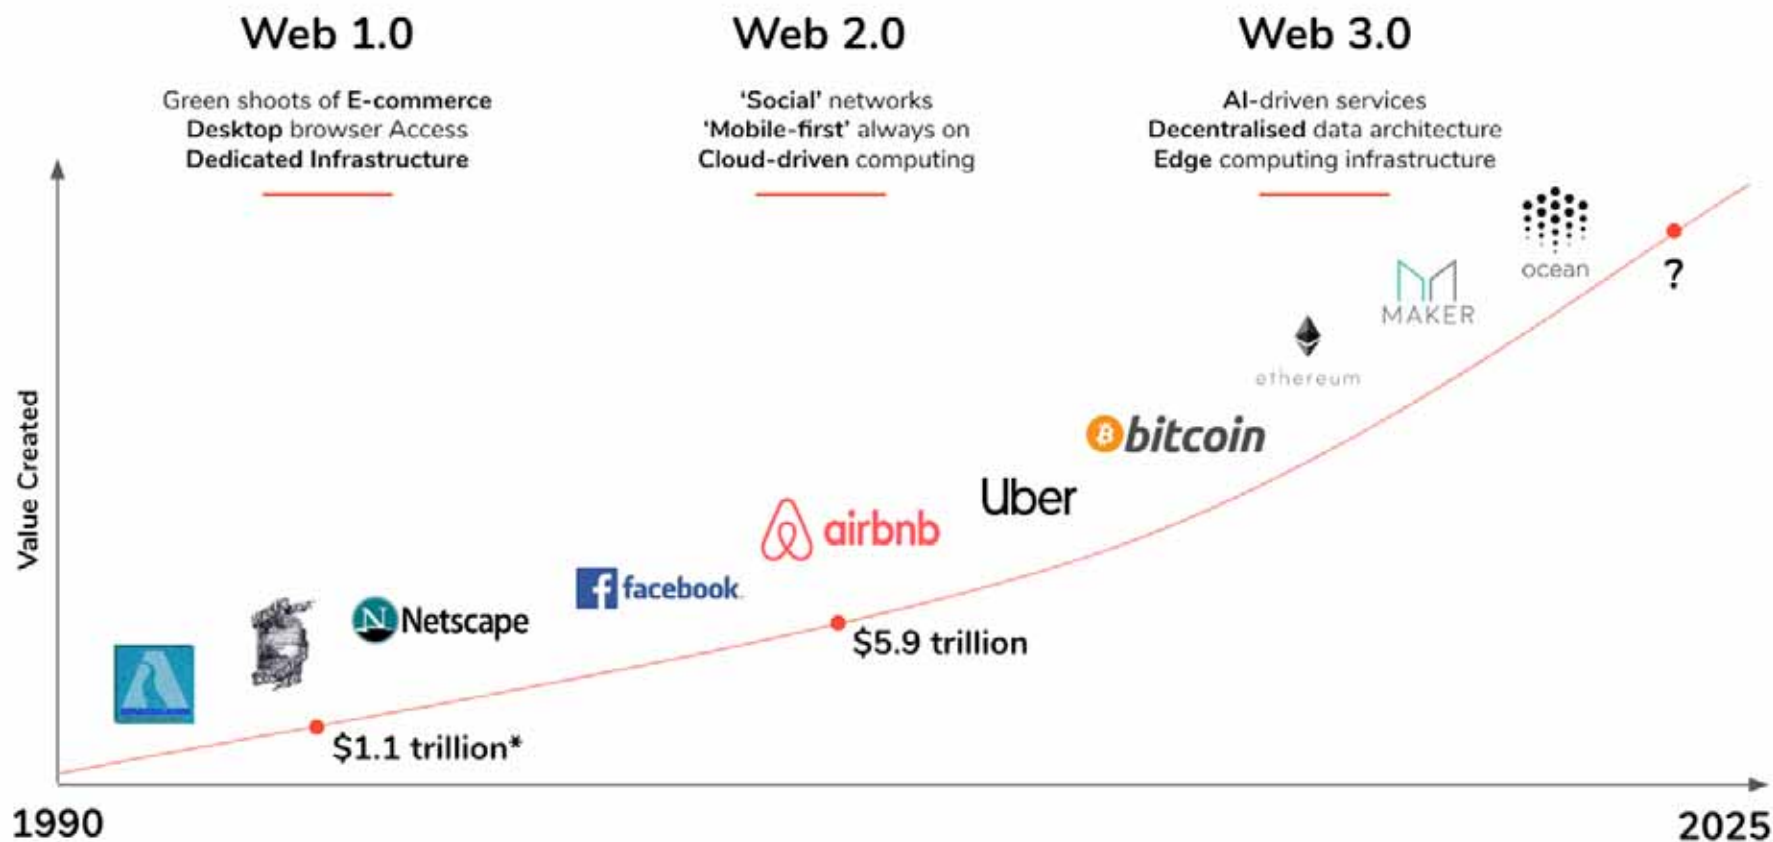 Web 1.0
Green shoots of E-commerce
Desktop browser Access
Dedicated Infrastructure
Web 2.0
‘Social’ networks
‘Mobile-first’ always on
Cloud-driven computing
Web 3.0
AI-driven services
Decentralised data architecture
Edge computing infrastructure
Value Created
Netscape
facebook
airbnb
Uber
bitcoin
ethereum
MAKER
ocean
$1.1 trillion*
$5.9 trillion
?
1990
2025